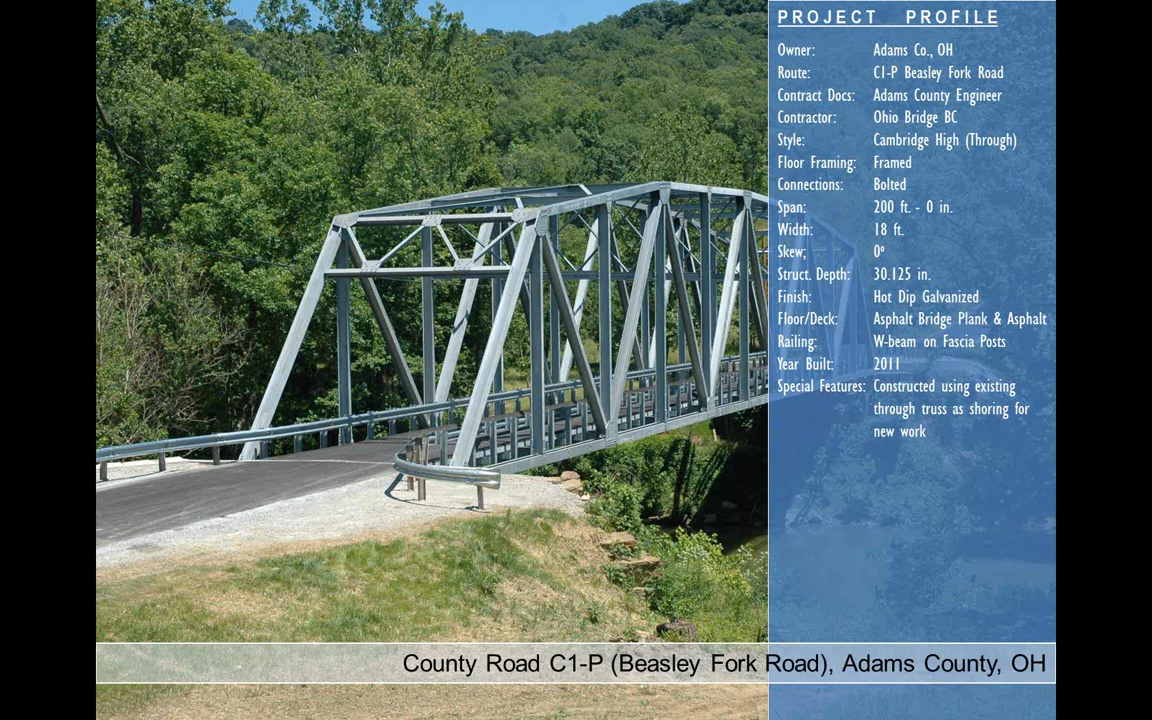 PROJECT PROFILE
Owner: Adams Co., OH
Route: C1-P Beasley Fork Road
Contract Docs: Adams County Engineer
Contractor: Ohio Bridge BC
Style: Cambridge High (Through)
Floor Framing: Framed
Connections: Bolted
Span: 200 ft. - 0 in.
Width: 18 ft.
Skew; 0°
Struct. Depth: 30.125 in.
Finish: Hot Dip Galvanized
Floor/Deck: Asphalt Bridge Plank & Asphalt
Railing: W-beam on Fascia Posts
Year Built: 2011
Special Features: Constructed using existing
through truss as shoring for
new work
County Road C1-P (Beasley Fork Road), Adams County, OH